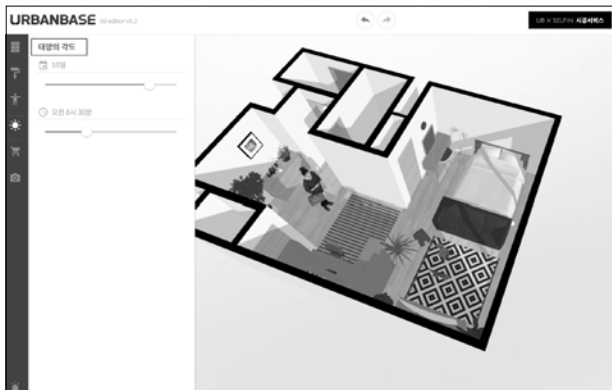 URBANBASE 3D editor v0.2
UB X SELFIN 시공서비스
태양의 각도
10월
오전 8시 30분